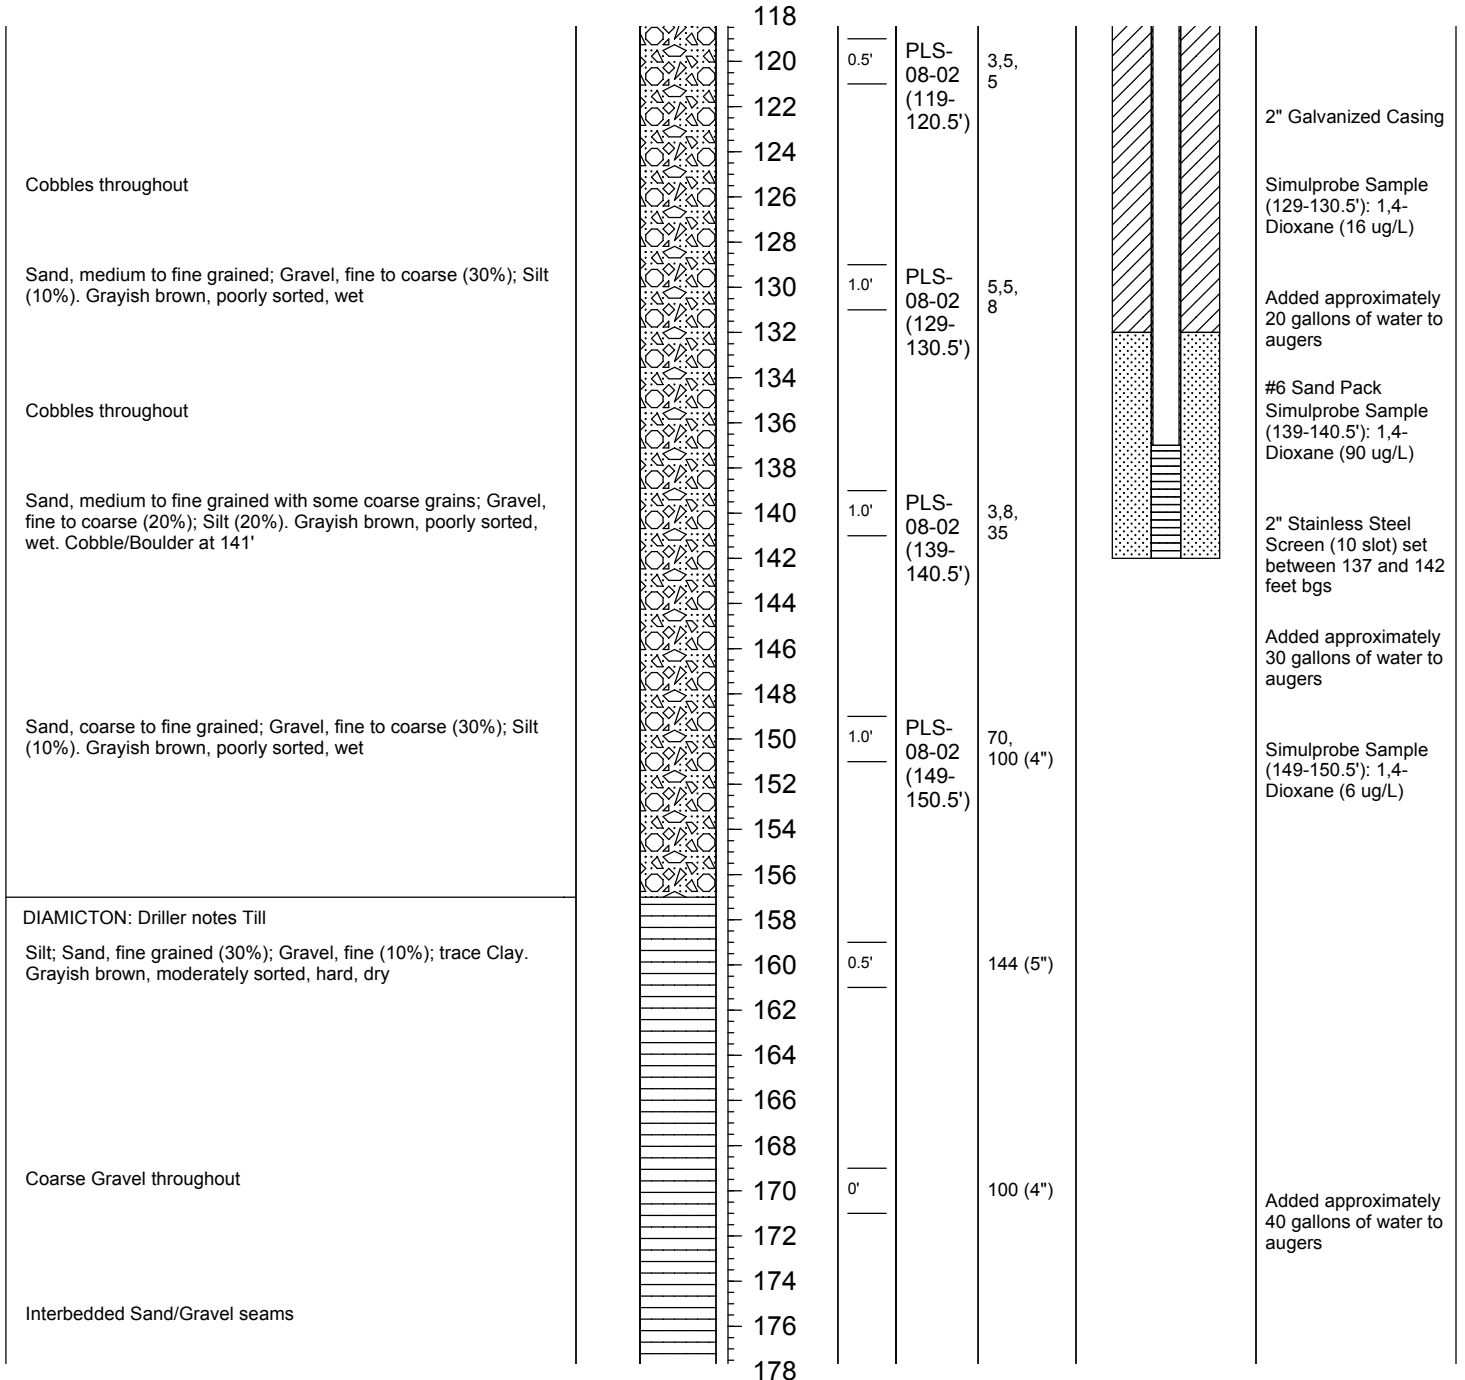 118
0.5'
PLS-
08-02
(119-
120.5')
3,5,
5
120
122
2" Galvanized Casing
124
Cobbles throughout
126
Simulprobe Sample
(129-130.5'): 1,4-
Dioxane (16 ug/L)
128
Sand, medium to fine grained; Gravel, fine to coarse (30%); Silt
(10%). Grayish brown, poorly sorted, wet
130
1.0'
PLS-
08-02
(129-
130.5')
5,5,
8
Added approximately
20 gallons of water to
augers
132
134
Cobbles throughout
136
#6 Sand Pack
Simulprobe Sample
(139-140.5'): 1,4-
Dioxane (90 ug/L)
138
Sand, medium to fine grained with some coarse grains; Gravel,
fine to coarse (20%); Silt (20%). Grayish brown, poorly sorted,
wet. Cobble/Boulder at 141'
140
1.0'
PLS-
08-02
(139-
140.5')
3,8,
35
2" Stainless Steel
Screen (10 slot) set
between 137 and 142
feet bgs
142
144
146
Added approximately
30 gallons of water to
augers
148
Sand, coarse to fine grained; Gravel, fine to coarse (30%); Silt
(10%). Grayish brown, poorly sorted, wet
150
1.0'
PLS-
08-02
(149-
150.5')
70,
100 (4")
Simulprobe Sample
(149-150.5'): 1,4-
Dioxane (6 ug/L)
152
154
156
DIAMICTON: Driller notes Till
158
Silt; Sand, fine grained (30%); Gravel, fine (10%); trace Clay.
Grayish brown, moderately sorted, hard, dry
160
0.5'
144 (5")
162
164
166
168
Coarse Gravel throughout
170
0'
100 (4")
Added approximately
40 gallons of water to
augers
172
174
Interbedded Sand/Gravel seams
176
178